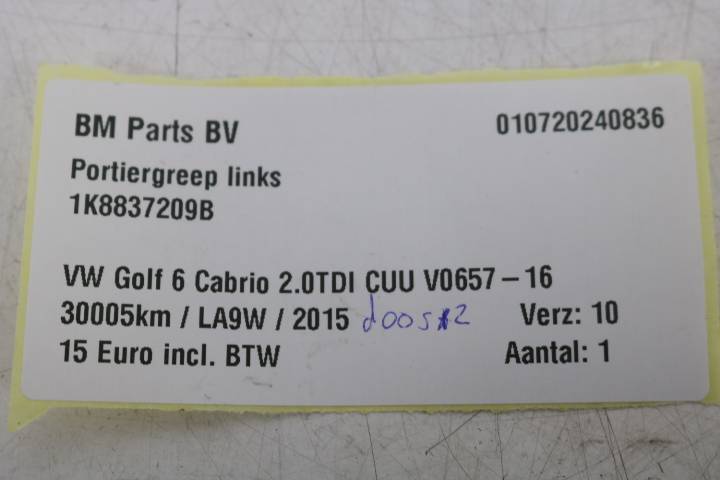 BM Parts BV 010720240836
Portiergreep links
1K8837209B
VW Golf 6 Cabrio 2.0TDI CUU V0657 – 16
30005km / LA9W / 2015 doos 2 Verz: 10
15 Euro incl. BTW Aantal: 1